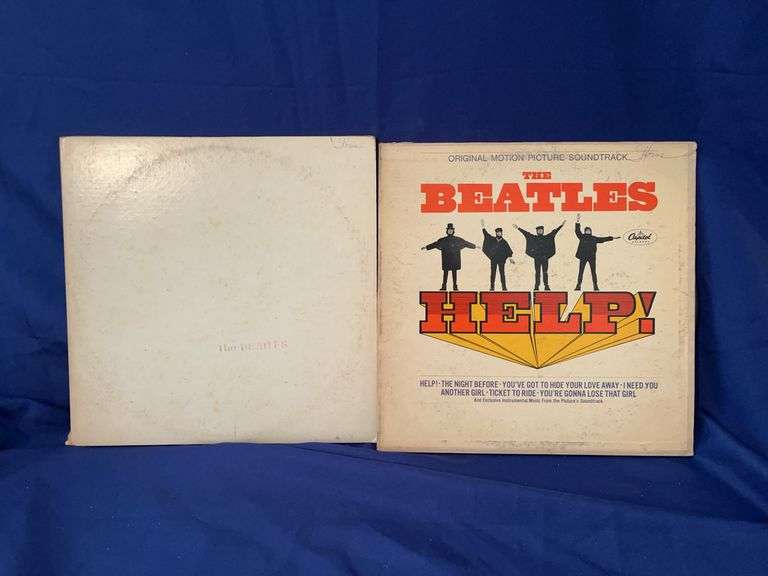 The BEATLES
ORIGINAL MOTION PICTURE SOUNDTRACK
THE
BEATLES
Capitol
HELP!
HELP! · THE NIGHT BEFORE · YOU'VE GOT TO HIDE YOUR LOVE AWAY · I NEED YOU
ANOTHER GIRL · TICKET TO RIDE · YOU'RE GONNA LOSE THAT GIRL
And Exclusive Instrumental Music From the Picture's Soundtrack